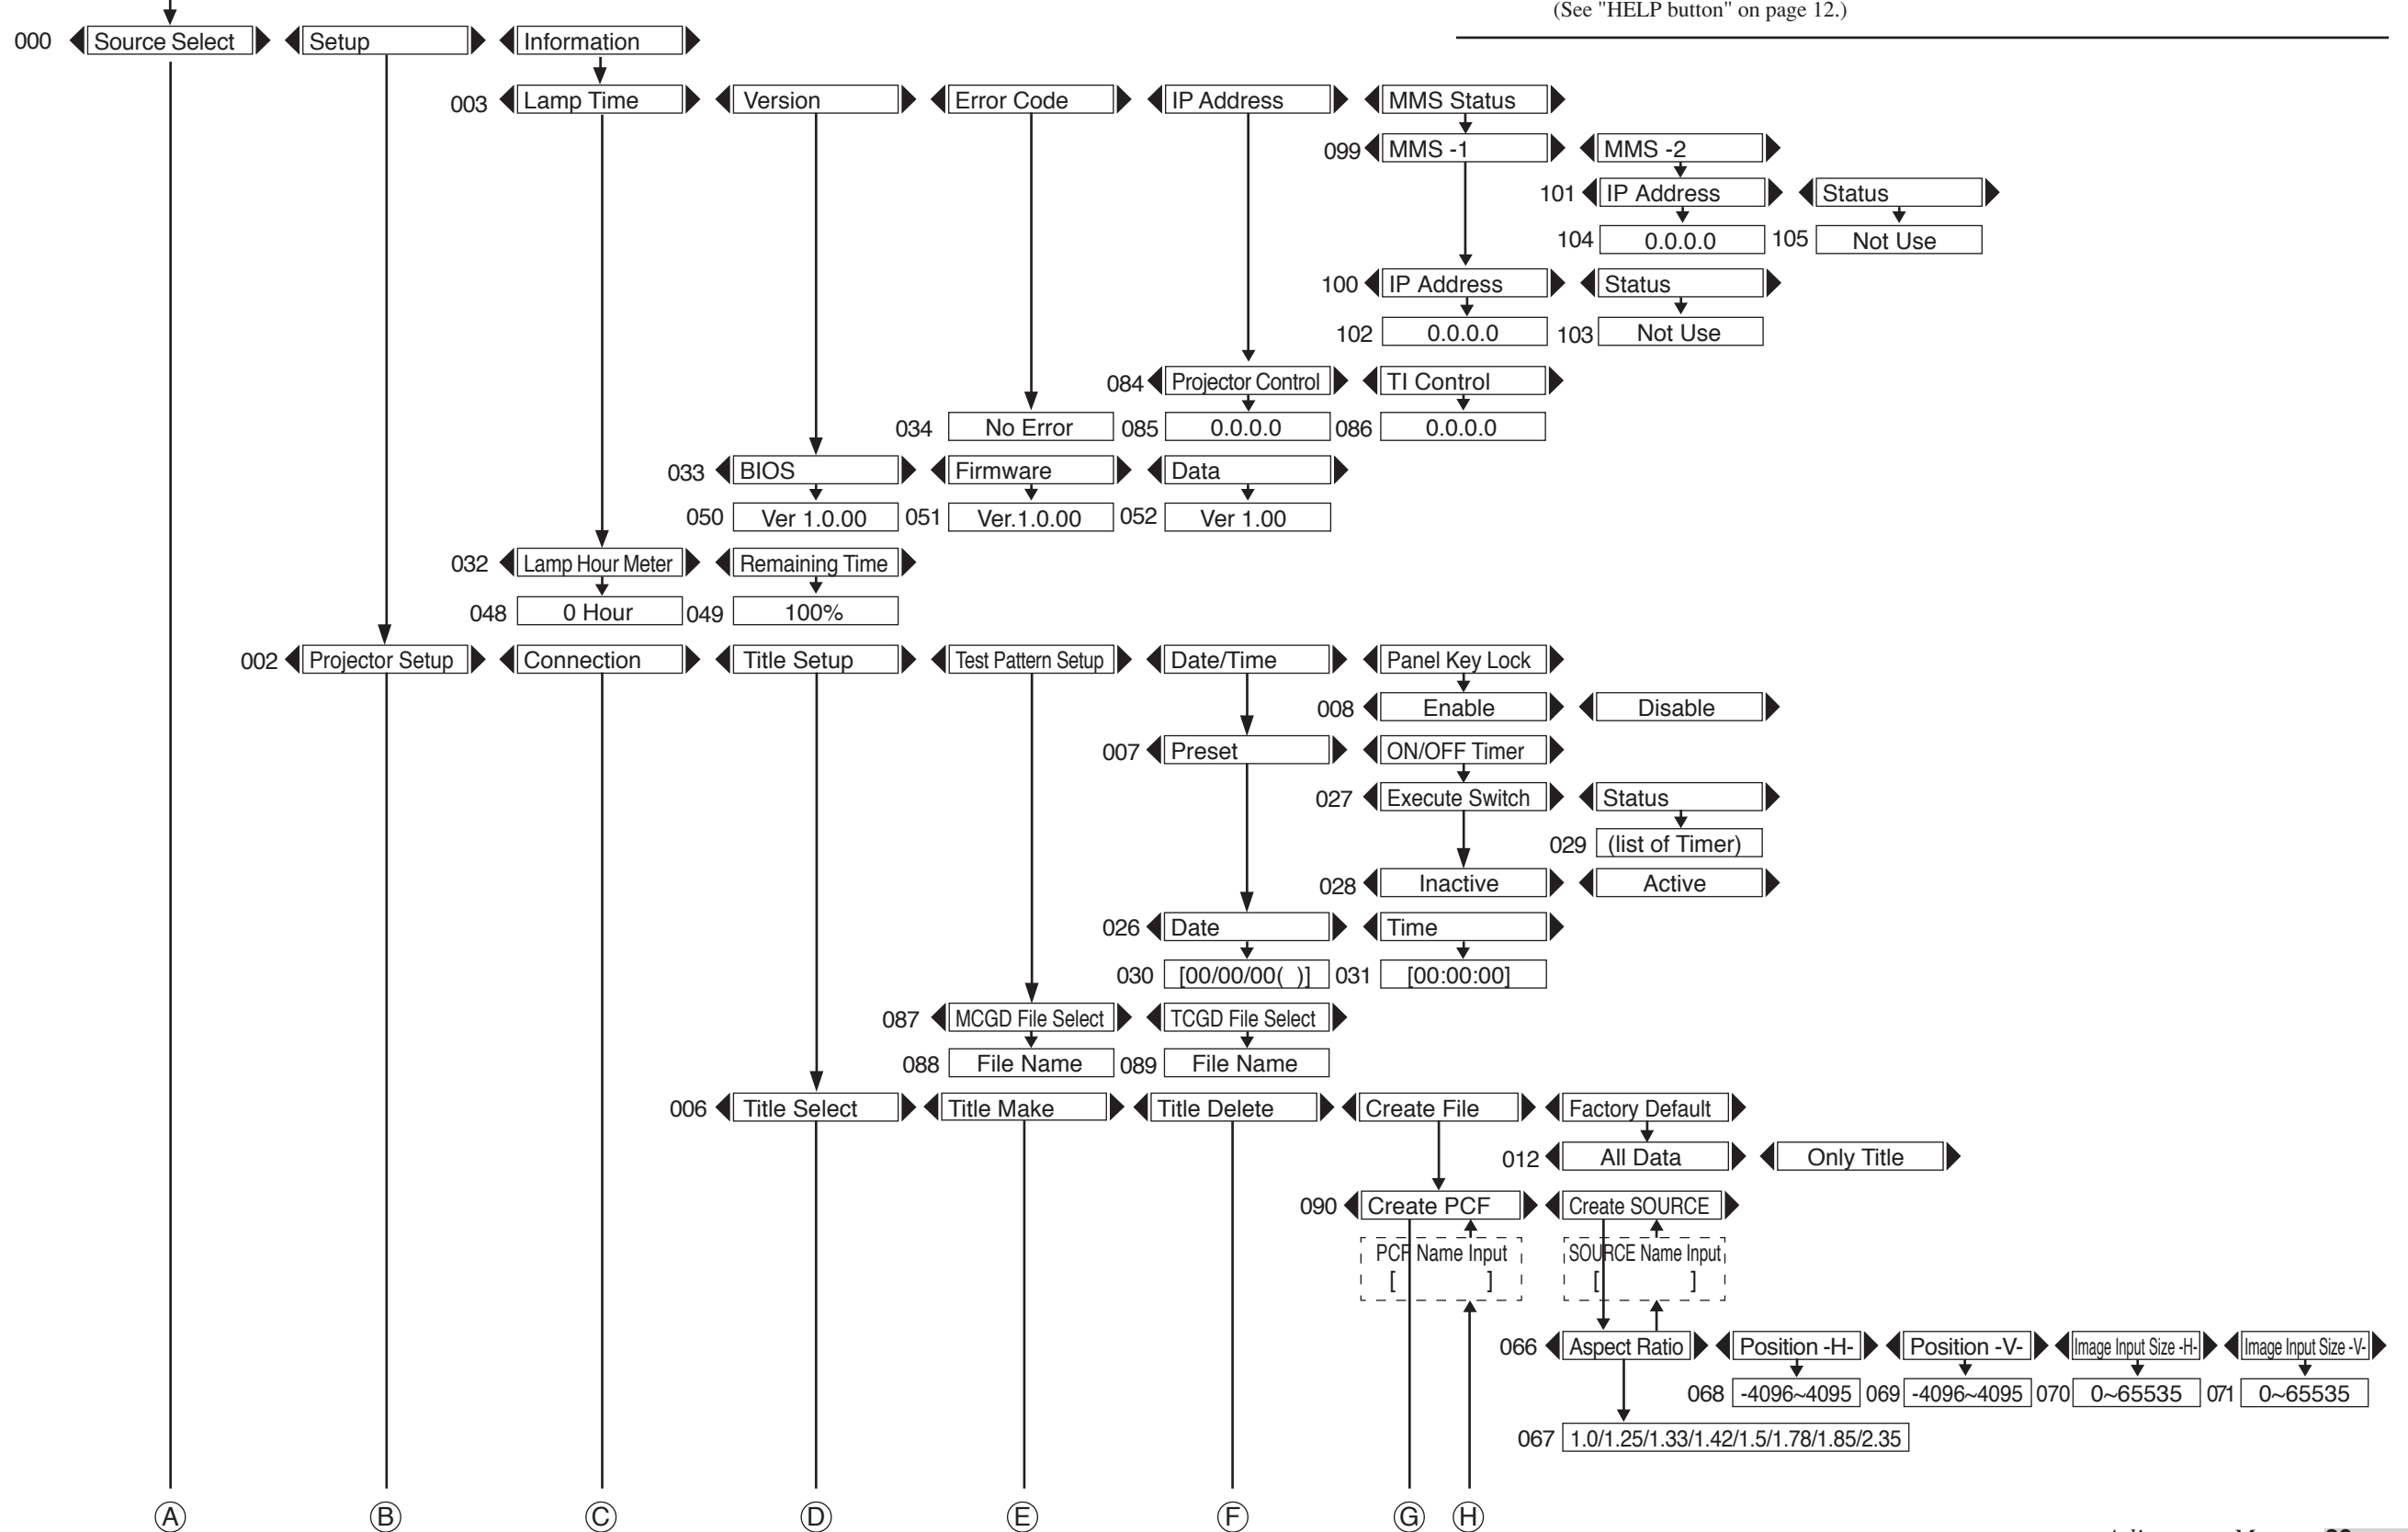 (See "HELP button" on page 12.)
000 Source Select Setup Information
003 Lamp Time Version Error Code IP Address MMS Status
099 MMS -1 MMS -2
101 IP Address Status
104 0.0.0.0 105 Not Use
100 IP Address Status
102 0.0.0.0 103 Not Use
084 Projector Control TI Control
034 No Error 085 0.0.0.0 086 0.0.0.0
033 BIOS Firmware Data
050 Ver 1.0.00 051 Ver.1.0.00 052 Ver 1.00
032 Lamp Hour Meter Remaining Time
048 0 Hour 049 100%
002 Projector Setup Connection Title Setup Test Pattern Setup Date/Time Panel Key Lock
008 Enable Disable
007 Preset ON/OFF Timer
027 Execute Switch Status
029 (list of Timer)
028 Inactive Active
026 Date Time
030 [00/00/00( )] 031 [00:00:00]
087 MCGD File Select TCGD File Select
088 File Name 089 File Name
006 Title Select Title Make Title Delete Create File Factory Default
012 All Data Only Title
090 Create PCF Create SOURCE
PCF Name Input SOURCE Name Input
[ ] [ ]
066 Aspect Ratio Position -H- Position -V- Image Input Size -H- Image Input Size -V-
068 -4096~4095 069 -4096~4095 070 0~65535 071 0~65535
067 1.0/1.25/1.33/1.42/1.5/1.78/1.85/2.35
A B C D E F G H